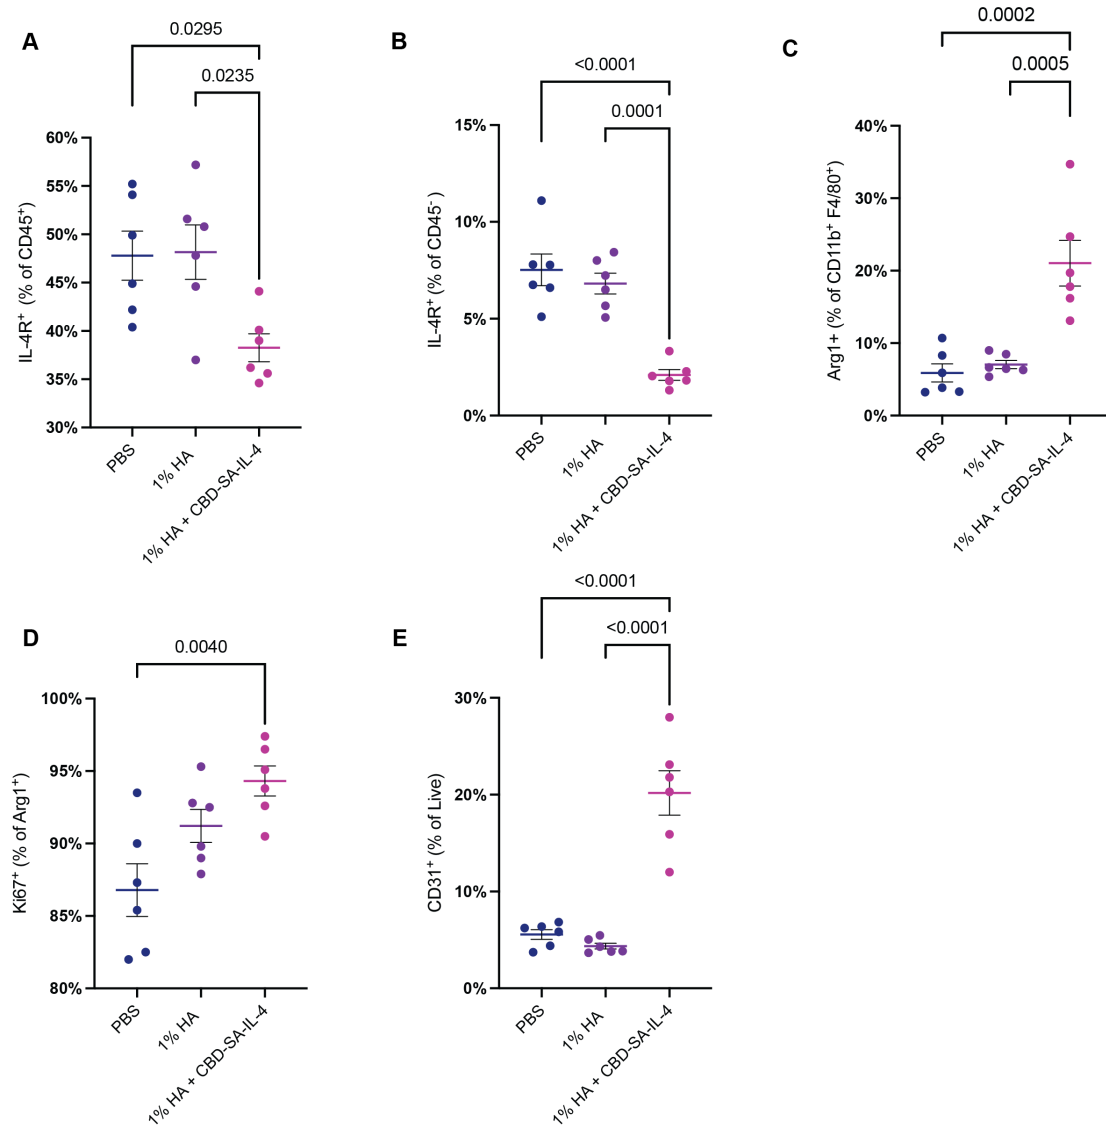 A
0.0295
0.0235
60%
55%
50%
45%
40%
35%
30%
IL-4R⁺ (% of CD45⁺)
PBS
1% HA
1% HA + CBD-SA-IL-4
B
<0.0001
0.0001
15%
10%
5%
0%
IL-4R⁺ (% of CD45⁻ )
PBS
1% HA
1% HA + CBD-SA-IL-4
C
0.0002
0.0005
40%
30%
20%
10%
0%
Arg1+ (% of CD11b⁺ F4/80⁺)
PBS
1% HA
1% HA + CBD-SA-IL-4
D
0.0040
100%
95%
90%
85%
80%
Ki67⁺ (% of Arg1⁺)
PBS
1% HA
1% HA + CBD-SA-IL-4
E
<0.0001
<0.0001
30%
20%
10%
0%
CD31⁺ (% of Live)
PBS
1% HA
1% HA + CBD-SA-IL-4